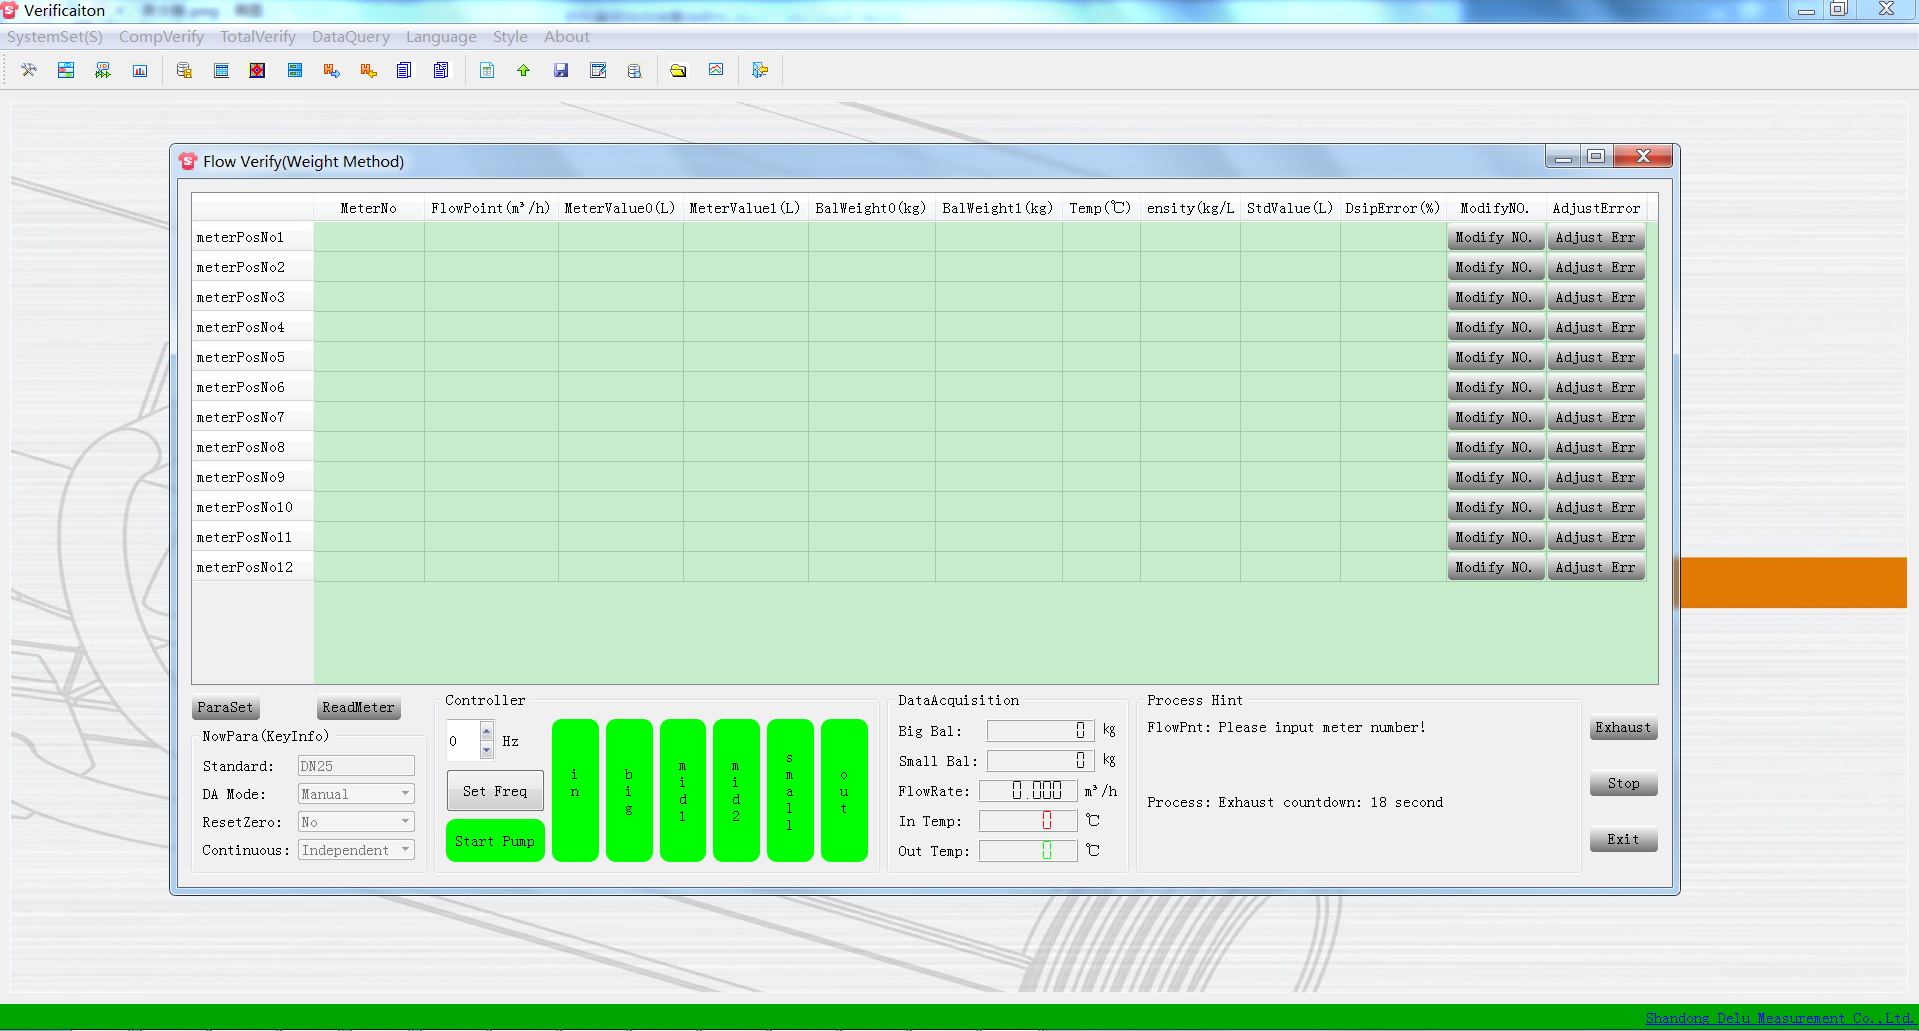 Verificaiton
SystemSet(S) CompVerify TotalVerify DataQuery Language Style About
Flow Verify(Weight Method)
MeterNo FlowPoint(m³/h) MeterValue0(L) MeterValue1(L) BalWeight0(kg) BalWeight1(kg) Temp(℃) ensity(kg/L StdValue(L) DsipError(%) ModifyNO. AdjustError
meterPosNo1 Modify NO. Adjust Err
meterPosNo2 Modify NO. Adjust Err
meterPosNo3 Modify NO. Adjust Err
meterPosNo4 Modify NO. Adjust Err
meterPosNo5 Modify NO. Adjust Err
meterPosNo6 Modify NO. Adjust Err
meterPosNo7 Modify NO. Adjust Err
meterPosNo8 Modify NO. Adjust Err
meterPosNo9 Modify NO. Adjust Err
meterPosNo10 Modify NO. Adjust Err
meterPosNo11 Modify NO. Adjust Err
meterPosNo12 Modify NO. Adjust Err
ParaSet ReadMeter
NowPara(KeyInfo)
Standard: DN25
DA Mode: Manual
ResetZero: No
Continuous: Independent
Controller
0 Hz
Set Freq
Start Pump
in
big
mid1
mid2
small
out
DataAcquisition
Big Bal: 0 kg
Small Bal: 0 kg
FlowRate: 0.000 m³/h
In Temp: 0 ℃
Out Temp: 0 ℃
Process Hint
FlowPnt: Please input meter number!
Process: Exhaust countdown: 18 second
Exhaust
Stop
Exit
Shandong Delu Measurement Co.,Ltd.